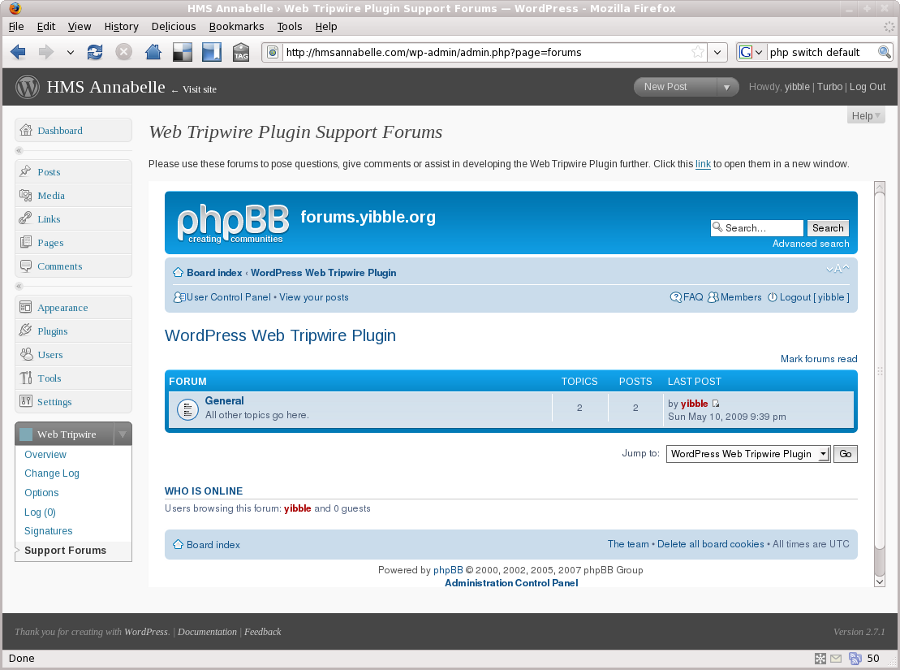 HMS Annabelle › Web Tripwire Plugin Support Forums — WordPress - Mozilla Firefox
File Edit View History Delicious Bookmarks Tools Help
TAG http://hmsannabelle.com/wp-admin/admin.php?page=forums G php switch default
HMS Annabelle ← Visit site New Post Howdy, yibble | Turbo | Log Out
Help
Dashboard
Posts
Media
Links
Pages
Comments
Appearance
Plugins
Users
Tools
Settings
Web Tripwire
Overview
Change Log
Options
Log (0)
Signatures
Support Forums
Web Tripwire Plugin Support Forums
Please use these forums to pose questions, give comments or assist in developing the Web Tripwire Plugin further. Click this link to open them in a new window.
phpBB forums.yibble.org
creating communities
Search... Search
Advanced search
Board index ‹ WordPress Web Tripwire Plugin A
User Control Panel • View your posts FAQ Members Logout [ yibble ]
WordPress Web Tripwire Plugin
Mark forums read
FORUM TOPICS POSTS LAST POST
General 2 2 by yibble
All other topics go here. Sun May 10, 2009 9:39 pm
Jump to: WordPress Web Tripwire Plugin Go
WHO IS ONLINE
Users browsing this forum: yibble and 0 guests
Board index The team • Delete all board cookies • All times are UTC
Powered by phpBB © 2000, 2002, 2005, 2007 phpBB Group
Administration Control Panel
Thank you for creating with WordPress. | Documentation | Feedback Version 2.7.1
Done 50